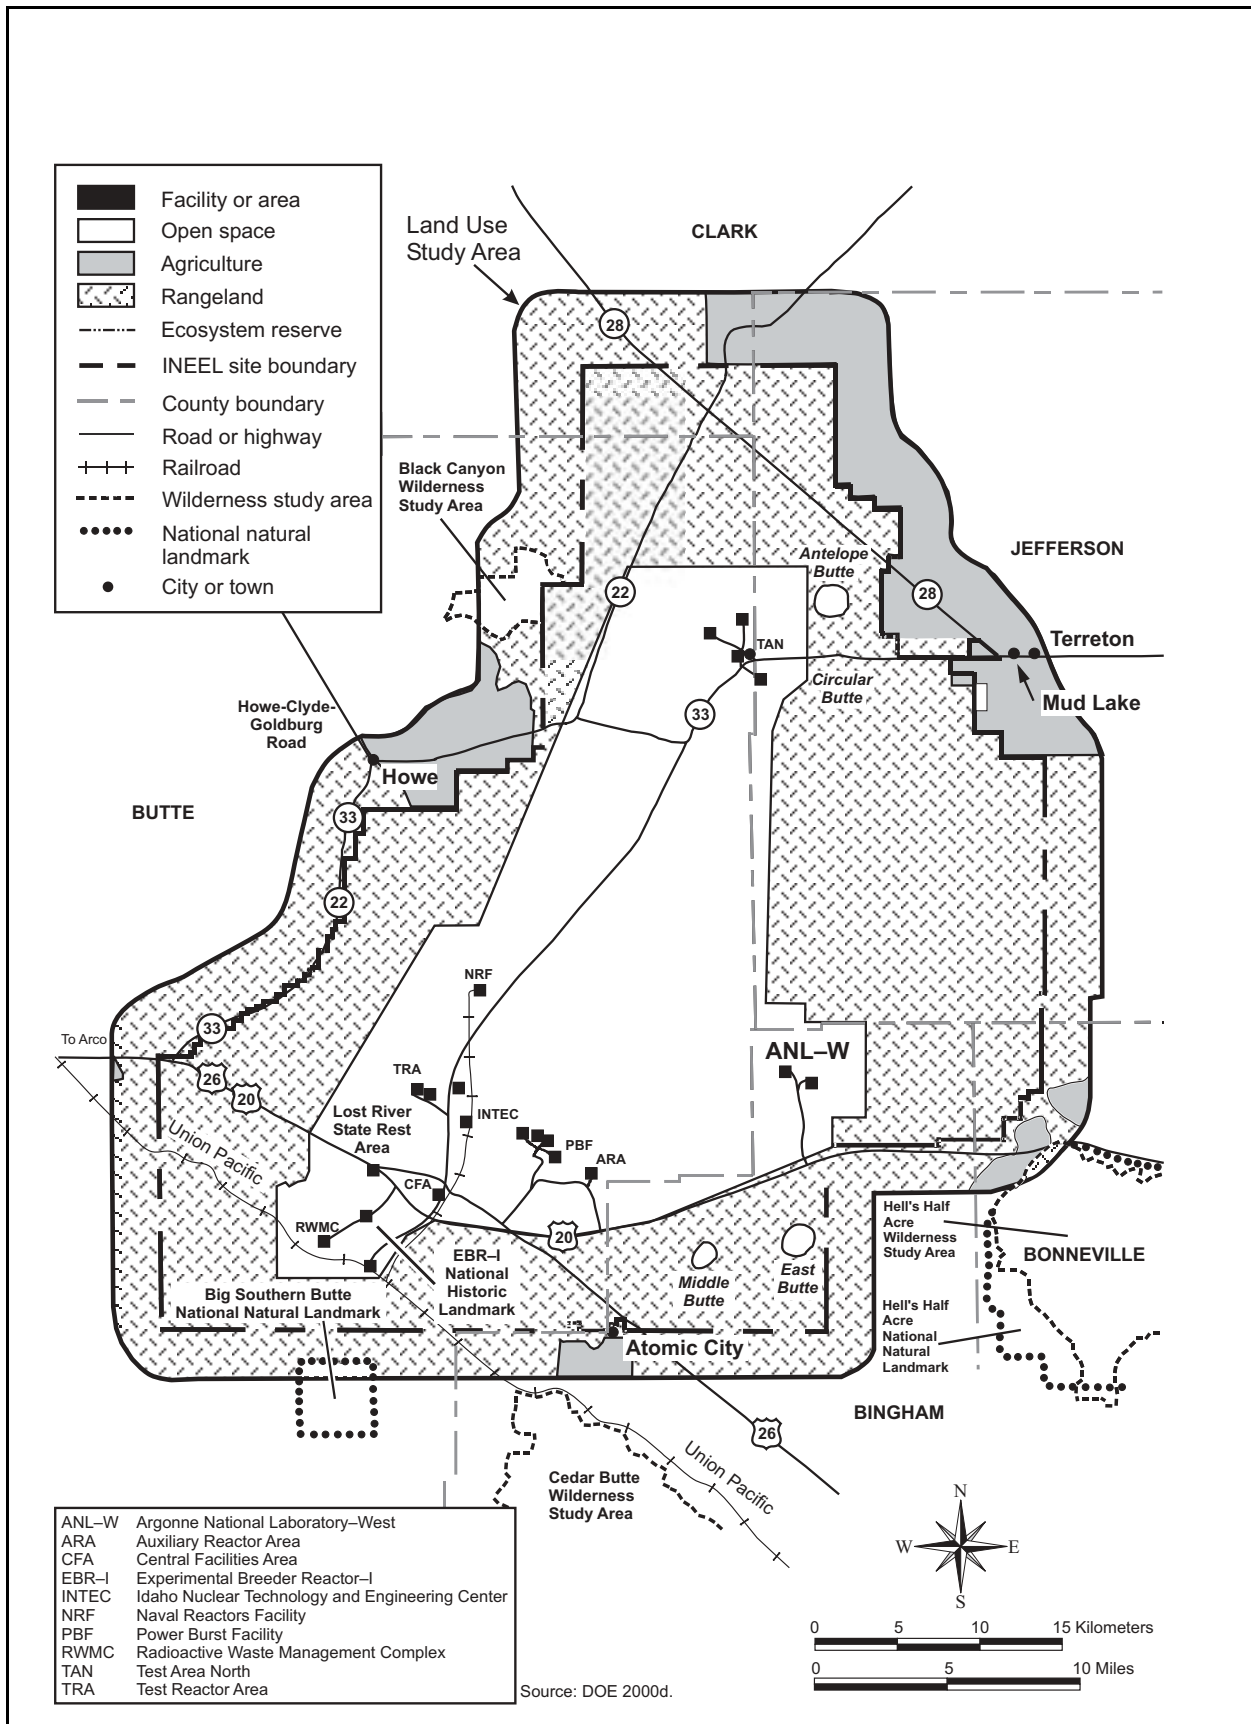 Facility or area
Open space
Agriculture
Rangeland
Ecosystem reserve
INEEL site boundary
County boundary
Road or highway
Railroad
Wilderness study area
National natural
landmark
City or town
Land Use
Study Area
CLARK
28
Black Canyon
Wilderness
Study Area
JEFFERSON
Antelope
Butte
22
28
TAN
Terreton
Circular
Butte
Mud Lake
Howe-Clyde-
Goldburg
Road
33
Howe
BUTTE
33
22
NRF
33
To Arco
ANL–W
26
20
TRA
Lost River
State Rest
Area
INTEC
Union Pacific
PBF
ARA
CFA
RWMC
20
Hell's Half
Acre
Wilderness
Study Area
BONNEVILLE
EBR–I
National
Historic
Landmark
Middle
Butte
East
Butte
Big Southern Butte
National Natural Landmark
Hell's Half
Acre
National
Natural
Landmark
Atomic City
BINGHAM
26
Union Pacific
Cedar Butte
Wilderness
Study Area
N
W E
S
ANL–W Argonne National Laboratory–West
ARA Auxiliary Reactor Area
CFA Central Facilities Area
EBR–I Experimental Breeder Reactor–I
INTEC Idaho Nuclear Technology and Engineering Center
NRF Naval Reactors Facility
PBF Power Burst Facility
RWMC Radioactive Waste Management Complex
TAN Test Area North
TRA Test Reactor Area
0 5 10 15 Kilometers
0 5 10 Miles
Source: DOE 2000d.